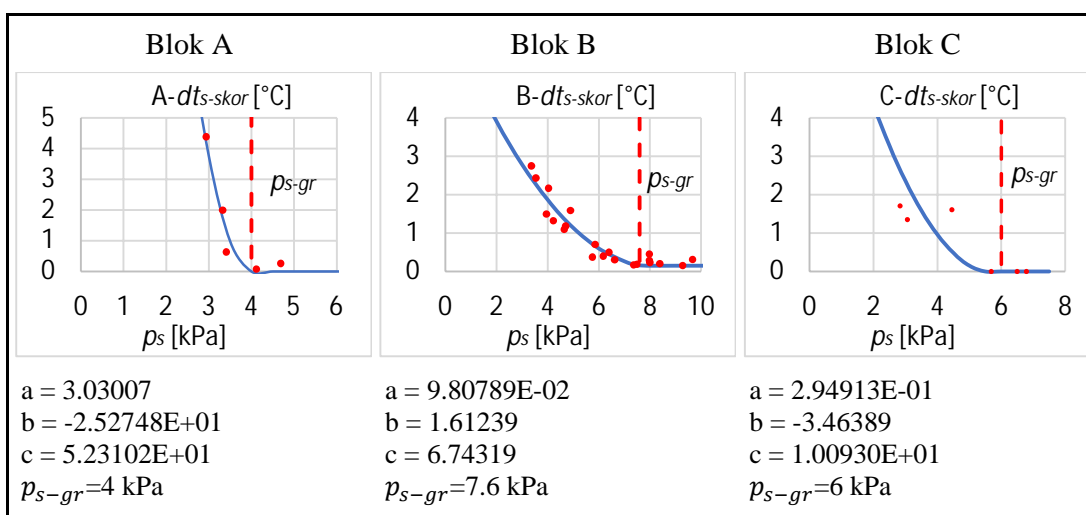 Blok A
A-dts-skor [°C]
5
4
3
2
1
0
ps-gr
0 1 2 3 4 5 6
ps [kPa]
a = 3.03007
b = -2.52748E+01
c = 5.23102E+01
ps-gr=4 kPa
Blok B
B-dts-skor [°C]
4
3
2
1
0
ps-gr
0 2 4 6 8 10
ps [kPa]
a = 9.80789E-02
b = 1.61239
c = 6.74319
ps-gr=7.6 kPa
Blok C
C-dts-skor [°C]
4
3
2
1
0
ps-gr
0 2 4 6 8
ps [kPa]
a = 2.94913E-01
b = -3.46389
c = 1.00930E+01
ps-gr=6 kPa